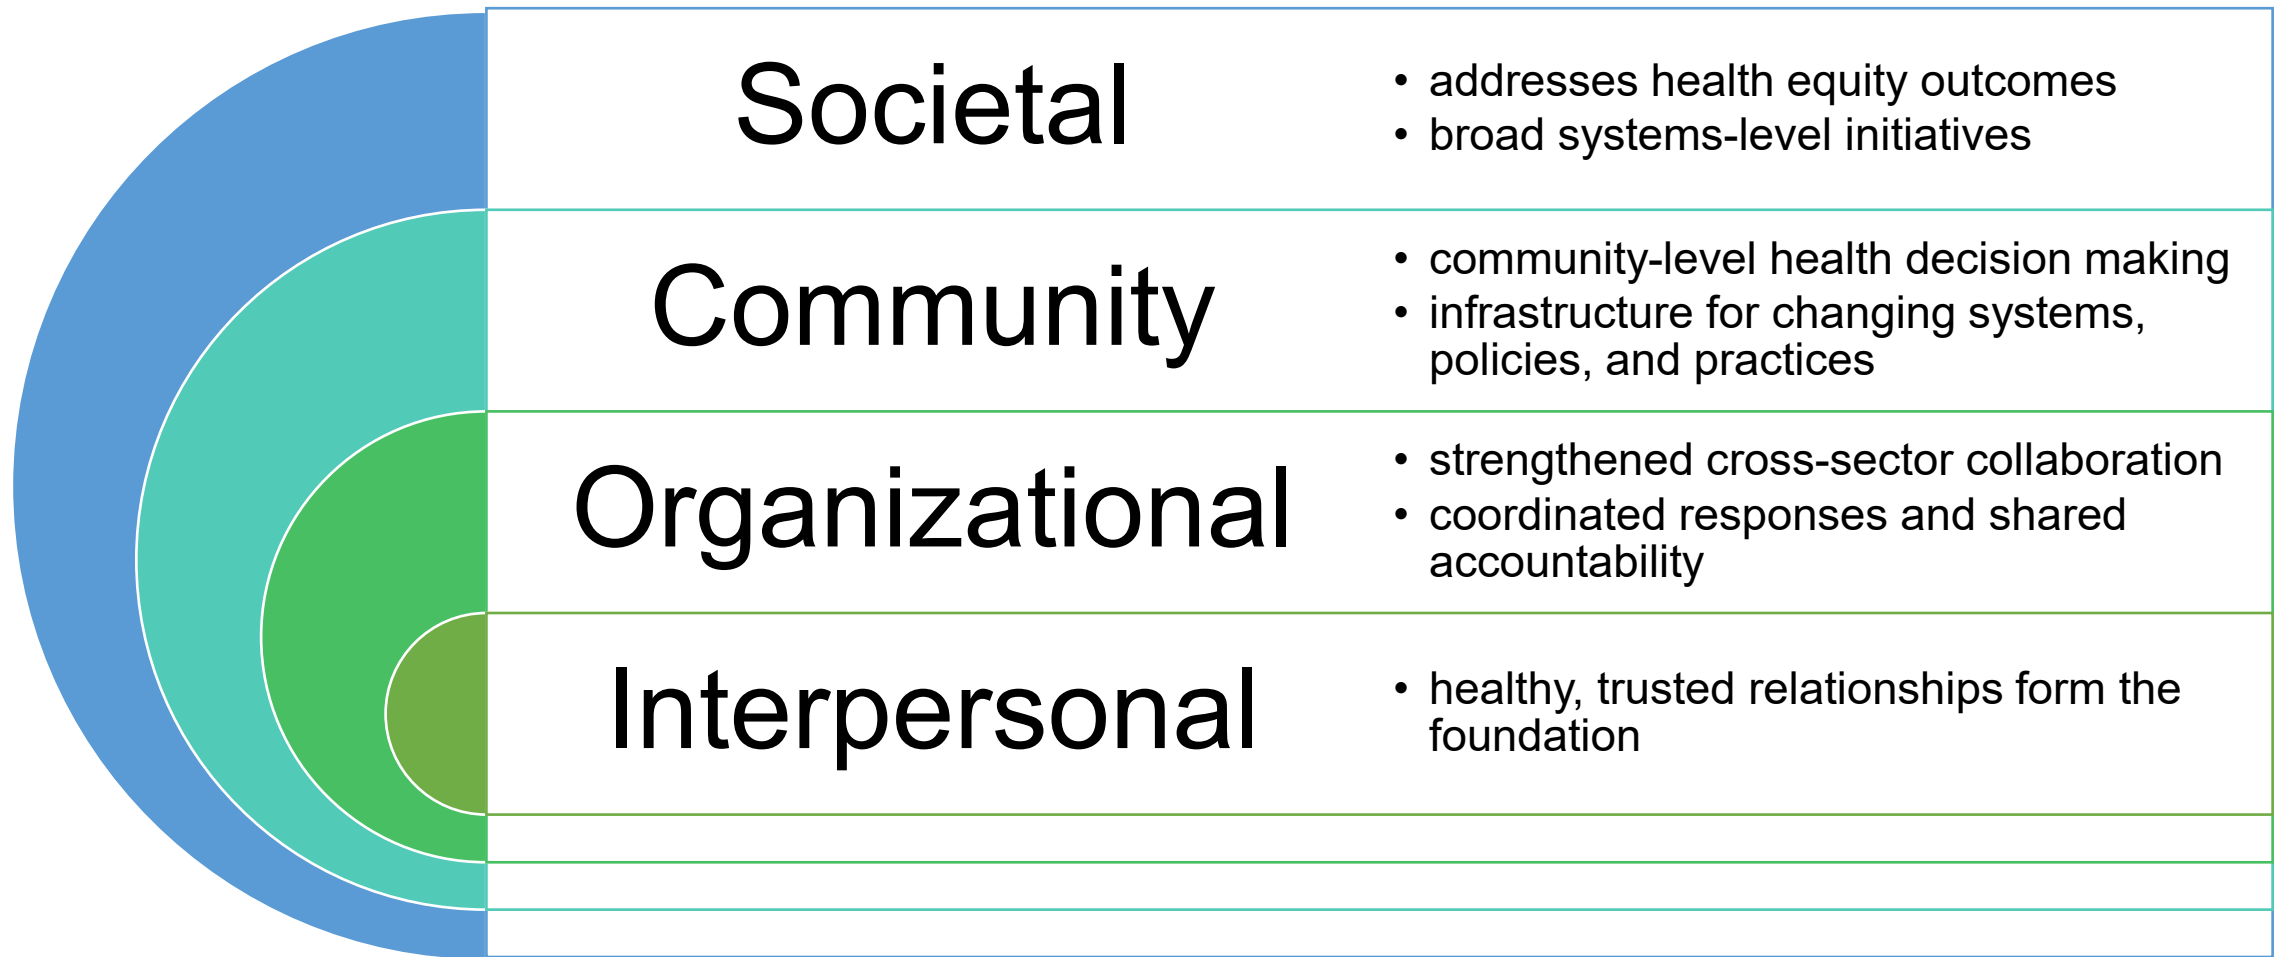 Societal
• addresses health equity outcomes
• broad systems-level initiatives
Community
• community-level health decision making
• infrastructure for changing systems,
policies, and practices
Organizational
• strengthened cross-sector collaboration
• coordinated responses and shared
accountability
Interpersonal
• healthy, trusted relationships form the
foundation